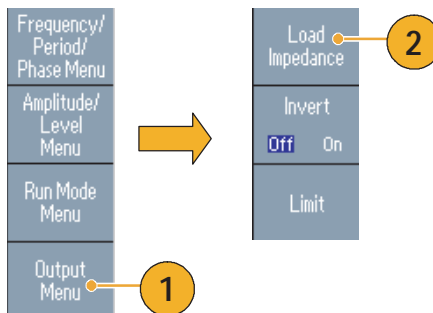 Frequency/
Period/
Phase Menu
Amplitude/
Level
Menu
Run Mode
Menu
Output
Menu
1
Load
Impedance
2
Invert
Off On
Limit